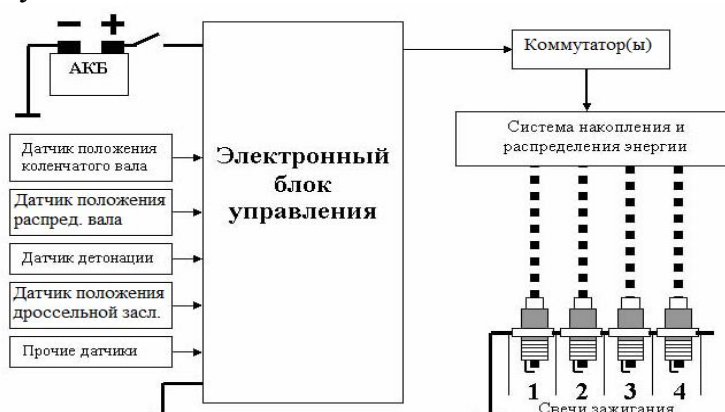 − +
АКБ
Коммутатор(ы)
Система накопления и
распределения энергии
Датчик положения
коленчатого вала
Датчик положения
распред. вала
Датчик детонации
Датчик положения
дроссельной засл.
Прочие датчики
Электронный
блок
управления
1 2 3 4
Свечи зажигания